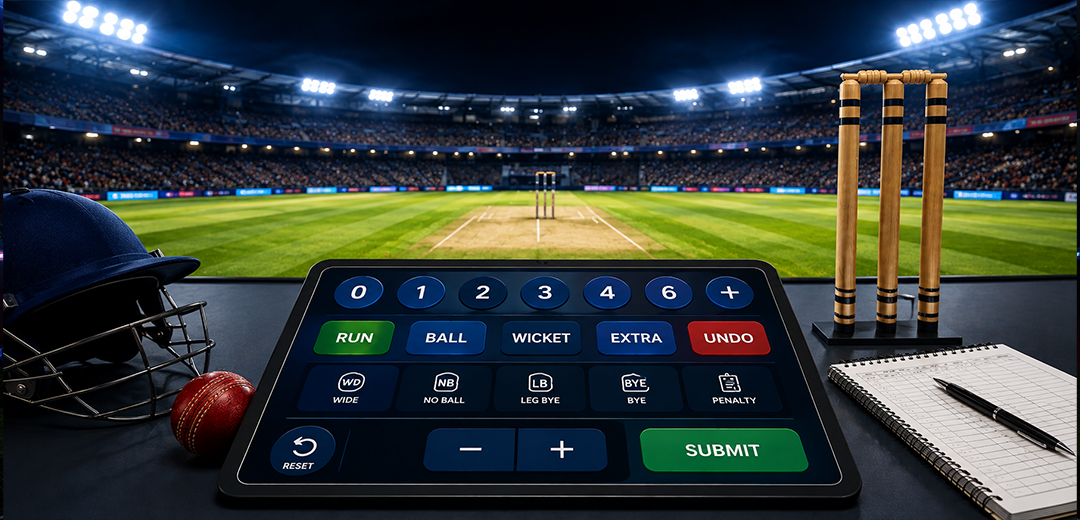 0 1 2 3 4 6 +
RUN BALL WICKET EXTRA UNDO
WD NB LB BYE
WIDE NO BALL LEG BYE BYE PENALTY
− +
SUBMIT
RESET